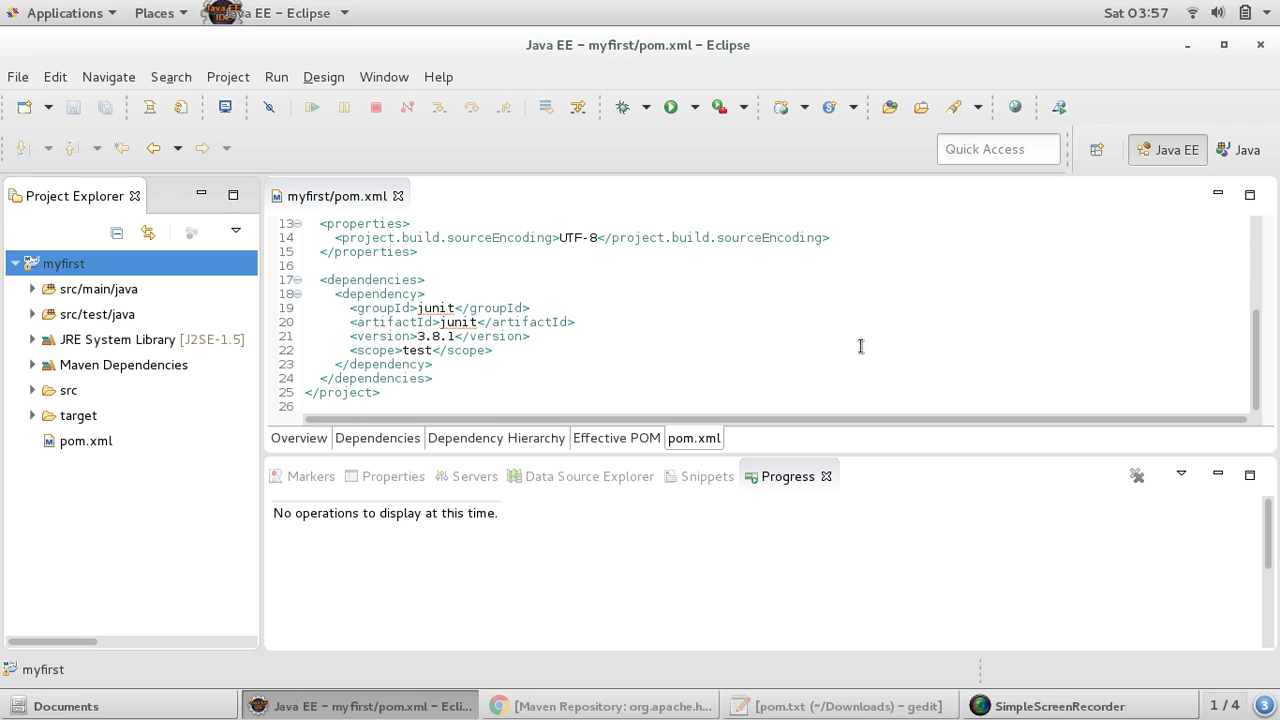 Applications Places Java EE - Eclipse Sat 03:57
Java EE - myfirst/pom.xml - Eclipse
File Edit Navigate Search Project Run Design Window Help
Quick Access Java EE Java
Project Explorer
myfirst
src/main/java
src/test/java
JRE System Library [J2SE-1.5]
Maven Dependencies
src
target
pom.xml
myfirst/pom.xml
13 <properties>
14 <project.build.sourceEncoding>UTF-8</project.build.sourceEncoding>
15 </properties>
16
17 <dependencies>
18 <dependency>
19 <groupId>junit</groupId>
20 <artifactId>junit</artifactId>
21 <version>3.8.1</version>
22 <scope>test</scope>
23 </dependency>
24 </dependencies>
25 </project>
26
Overview Dependencies Dependency Hierarchy Effective POM pom.xml
Markers Properties Servers Data Source Explorer Snippets Progress
No operations to display at this time.
myfirst
Documents Java EE - myfirst/pom.xml - Ecli... [Maven Repository: org.apache.h... [pom.txt (~/Downloads) - gedit] SimpleScreenRecorder 1 / 4 3